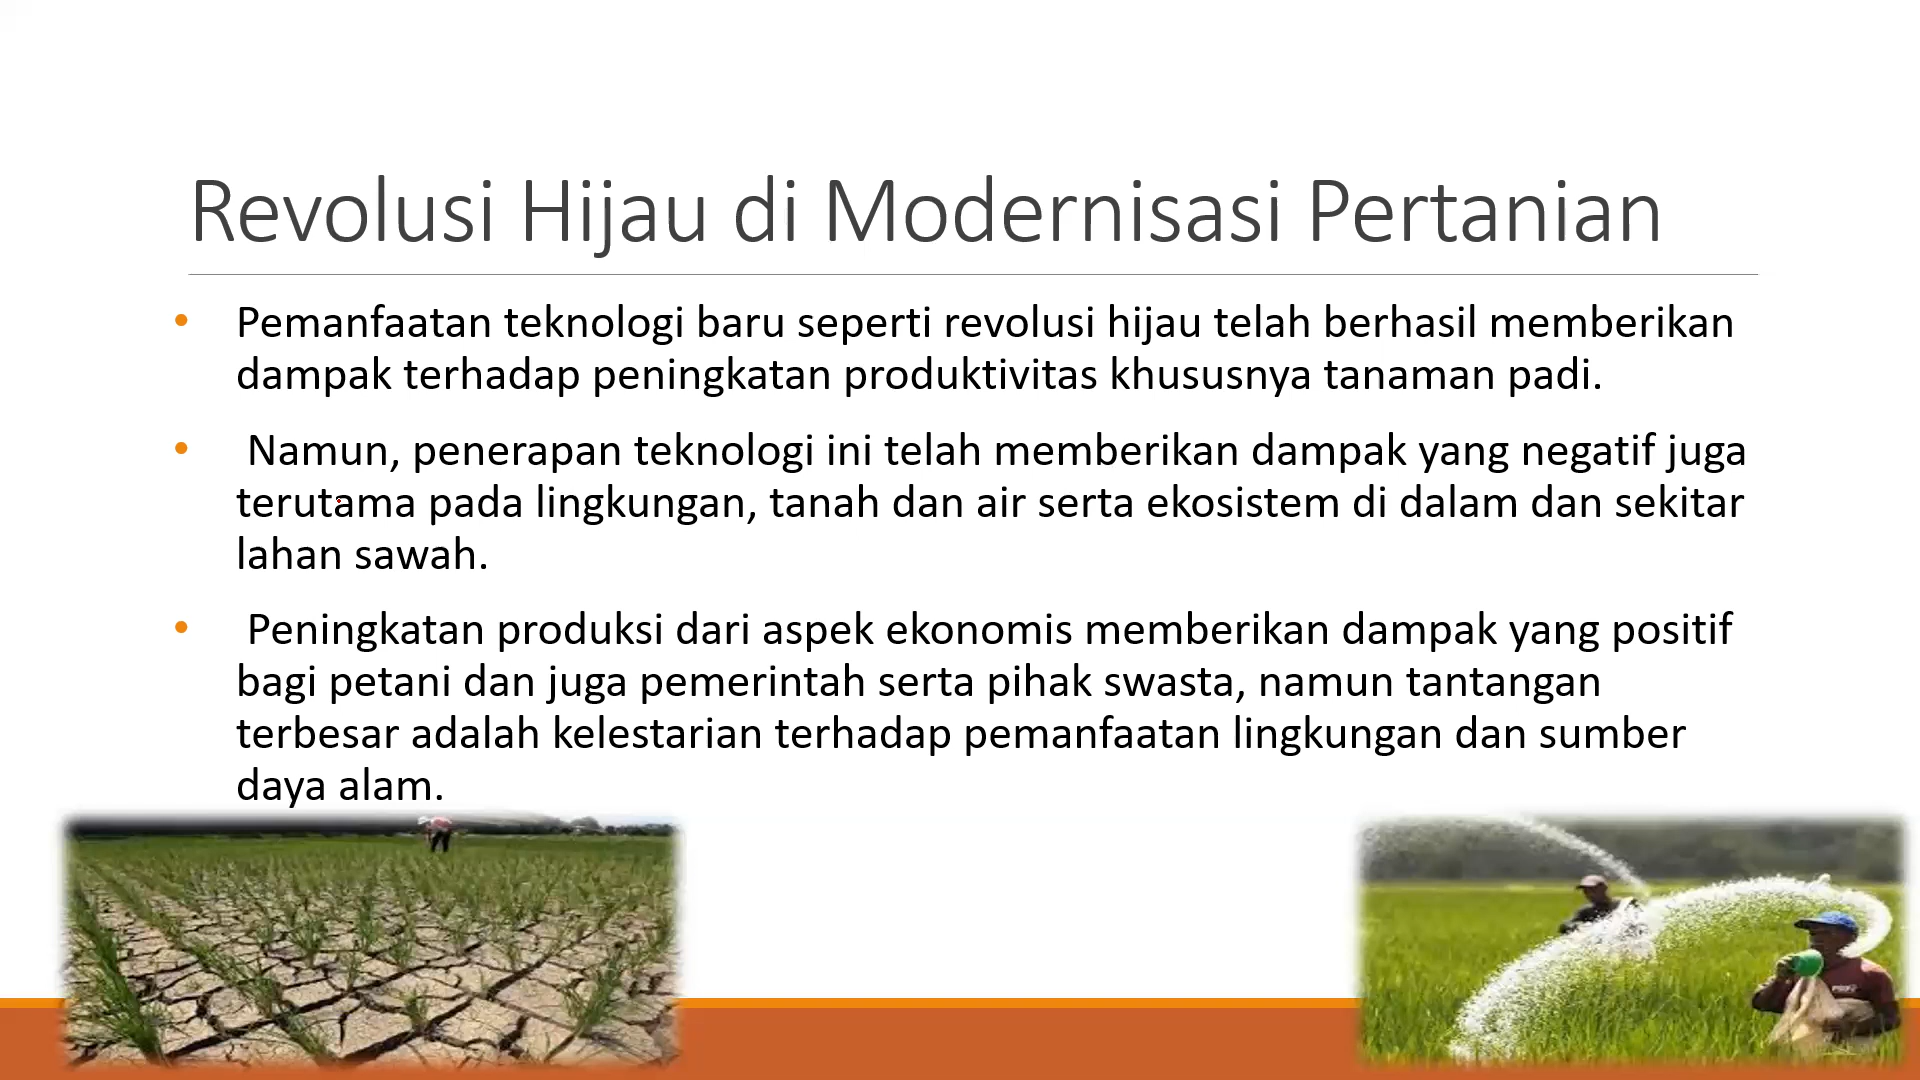 Revolusi Hijau di Modernisasi Pertanian
• Pemanfaatan teknologi baru seperti revolusi hijau telah berhasil memberikan
dampak terhadap peningkatan produktivitas khususnya tanaman padi.
• Namun, penerapan teknologi ini telah memberikan dampak yang negatif juga
terutama pada lingkungan, tanah dan air serta ekosistem di dalam dan sekitar
lahan sawah.
• Peningkatan produksi dari aspek ekonomis memberikan dampak yang positif
bagi petani dan juga pemerintah serta pihak swasta, namun tantangan
terbesar adalah kelestarian terhadap pemanfaatan lingkungan dan sumber
daya alam.